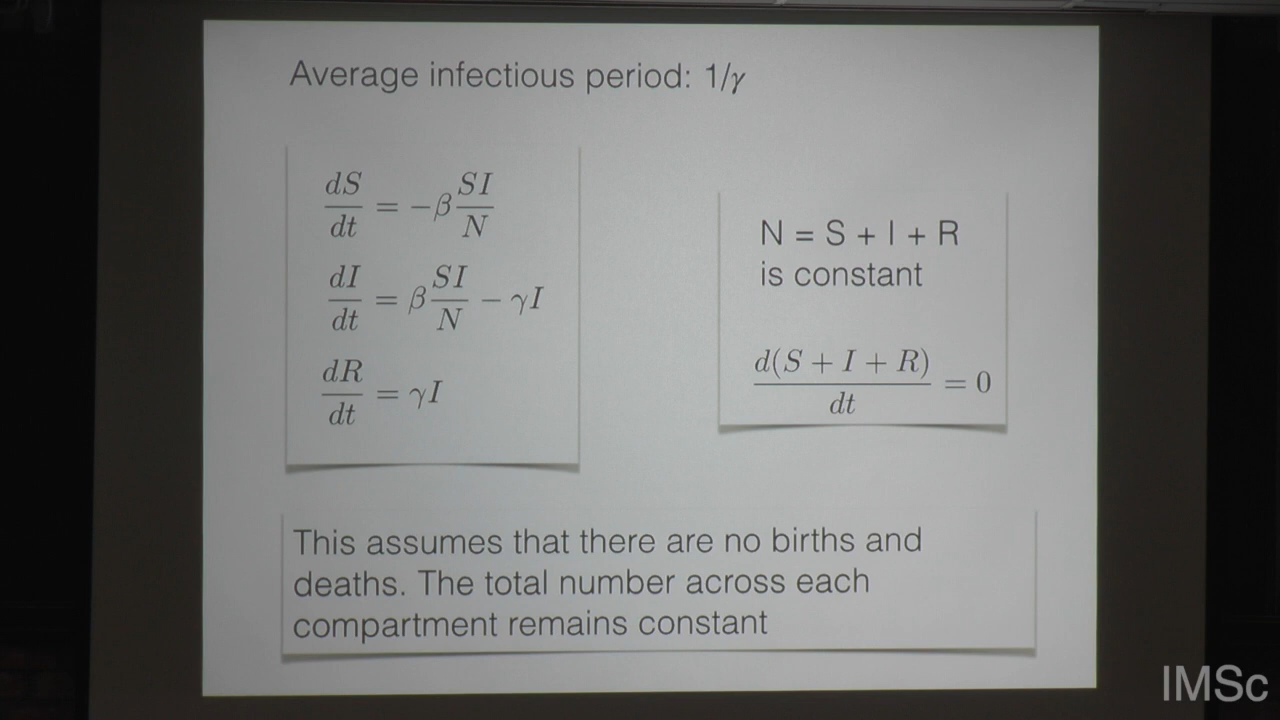 Average infectious period: 1/γ
dS/dt = −β SI/N
dI/dt = β SI/N − γI
dR/dt = γI
N = S + I + R
is constant
d(S + I + R)/dt = 0
This assumes that there are no births and
deaths. The total number across each
compartment remains constant
IMSc